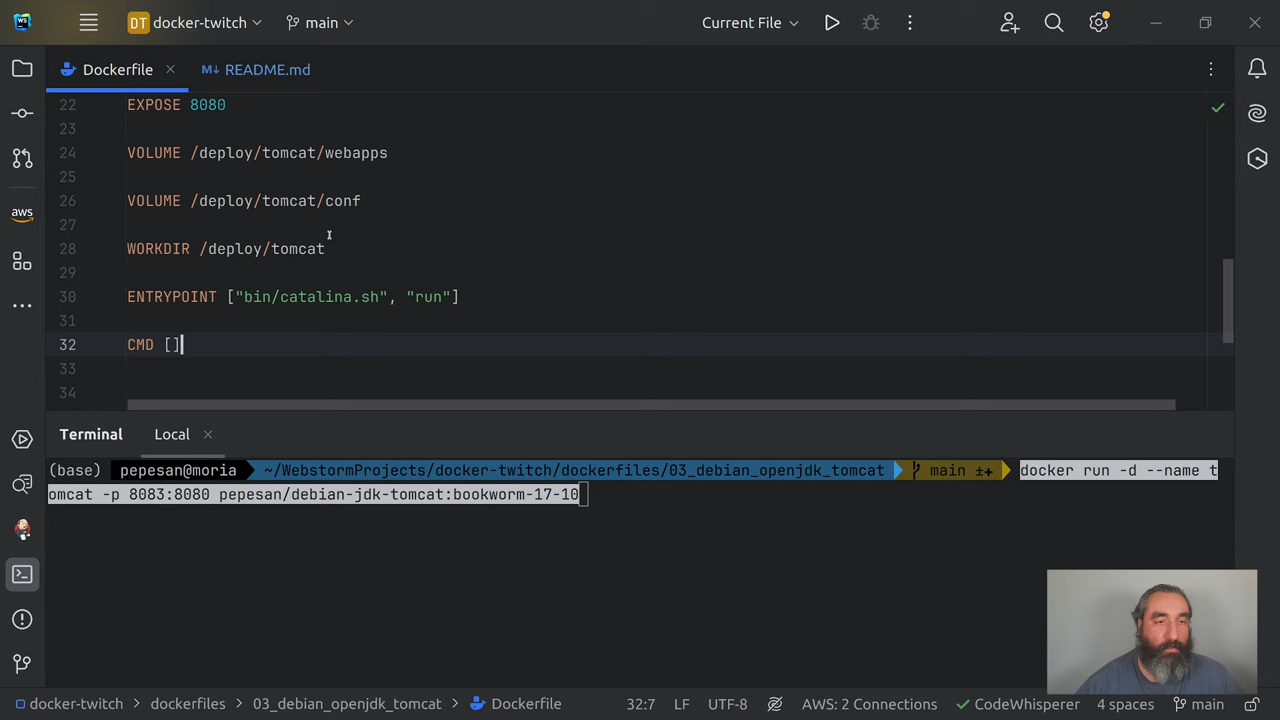 WS
DT docker-twitch
main
Current File
Dockerfile
README.md
22 EXPOSE 8080
23
24 VOLUME /deploy/tomcat/webapps
25
26 VOLUME /deploy/tomcat/conf
27
28 WORKDIR /deploy/tomcat
29
30 ENTRYPOINT ["bin/catalina.sh", "run"]
31
32 CMD []
33
34
aws
Terminal Local
(base) pepesan@moria ~/WebstormProjects/docker-twitch/dockerfiles/03_debian_openjdk_tomcat main ±+ docker run -d --name t
omcat -p 8083:8080 pepesan/debian-jdk-tomcat:bookworm-17-10
docker-twitch dockerfiles 03_debian_openjdk_tomcat Dockerfile 32:7 LF UTF-8 AWS: 2 Connections CodeWhisperer 4 spaces main